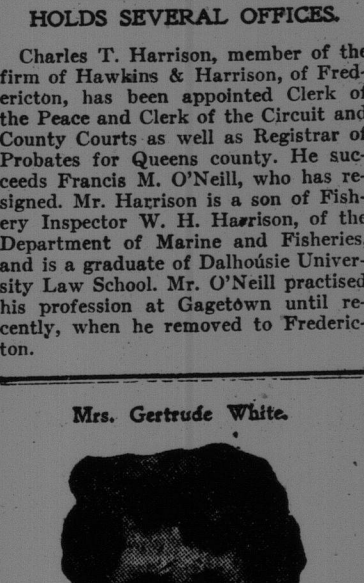 HOLDS SEVERAL OFFICES.
Charles T. Harrison, member of the
firm of Hawkins & Harrison, of Fred-
ericton, has been appointed Clerk of
the Peace and Clerk of the Circuit and
County Courts as well as Registrar of
Probates for Queens county. He suc-
ceeds Francis M. O'Neill, who has re-
signed. Mr. Harrison is a son of Fish-
ery Inspector W. H. Harrison, of the
Department of Marine and Fisheries,
and is a graduate of Dalhousie Univer-
sity Law School. Mr. O'Neill practised
his profession at Gagetown until re-
cently, when he removed to Frederic-
ton.
Mrs. Gertrude White.